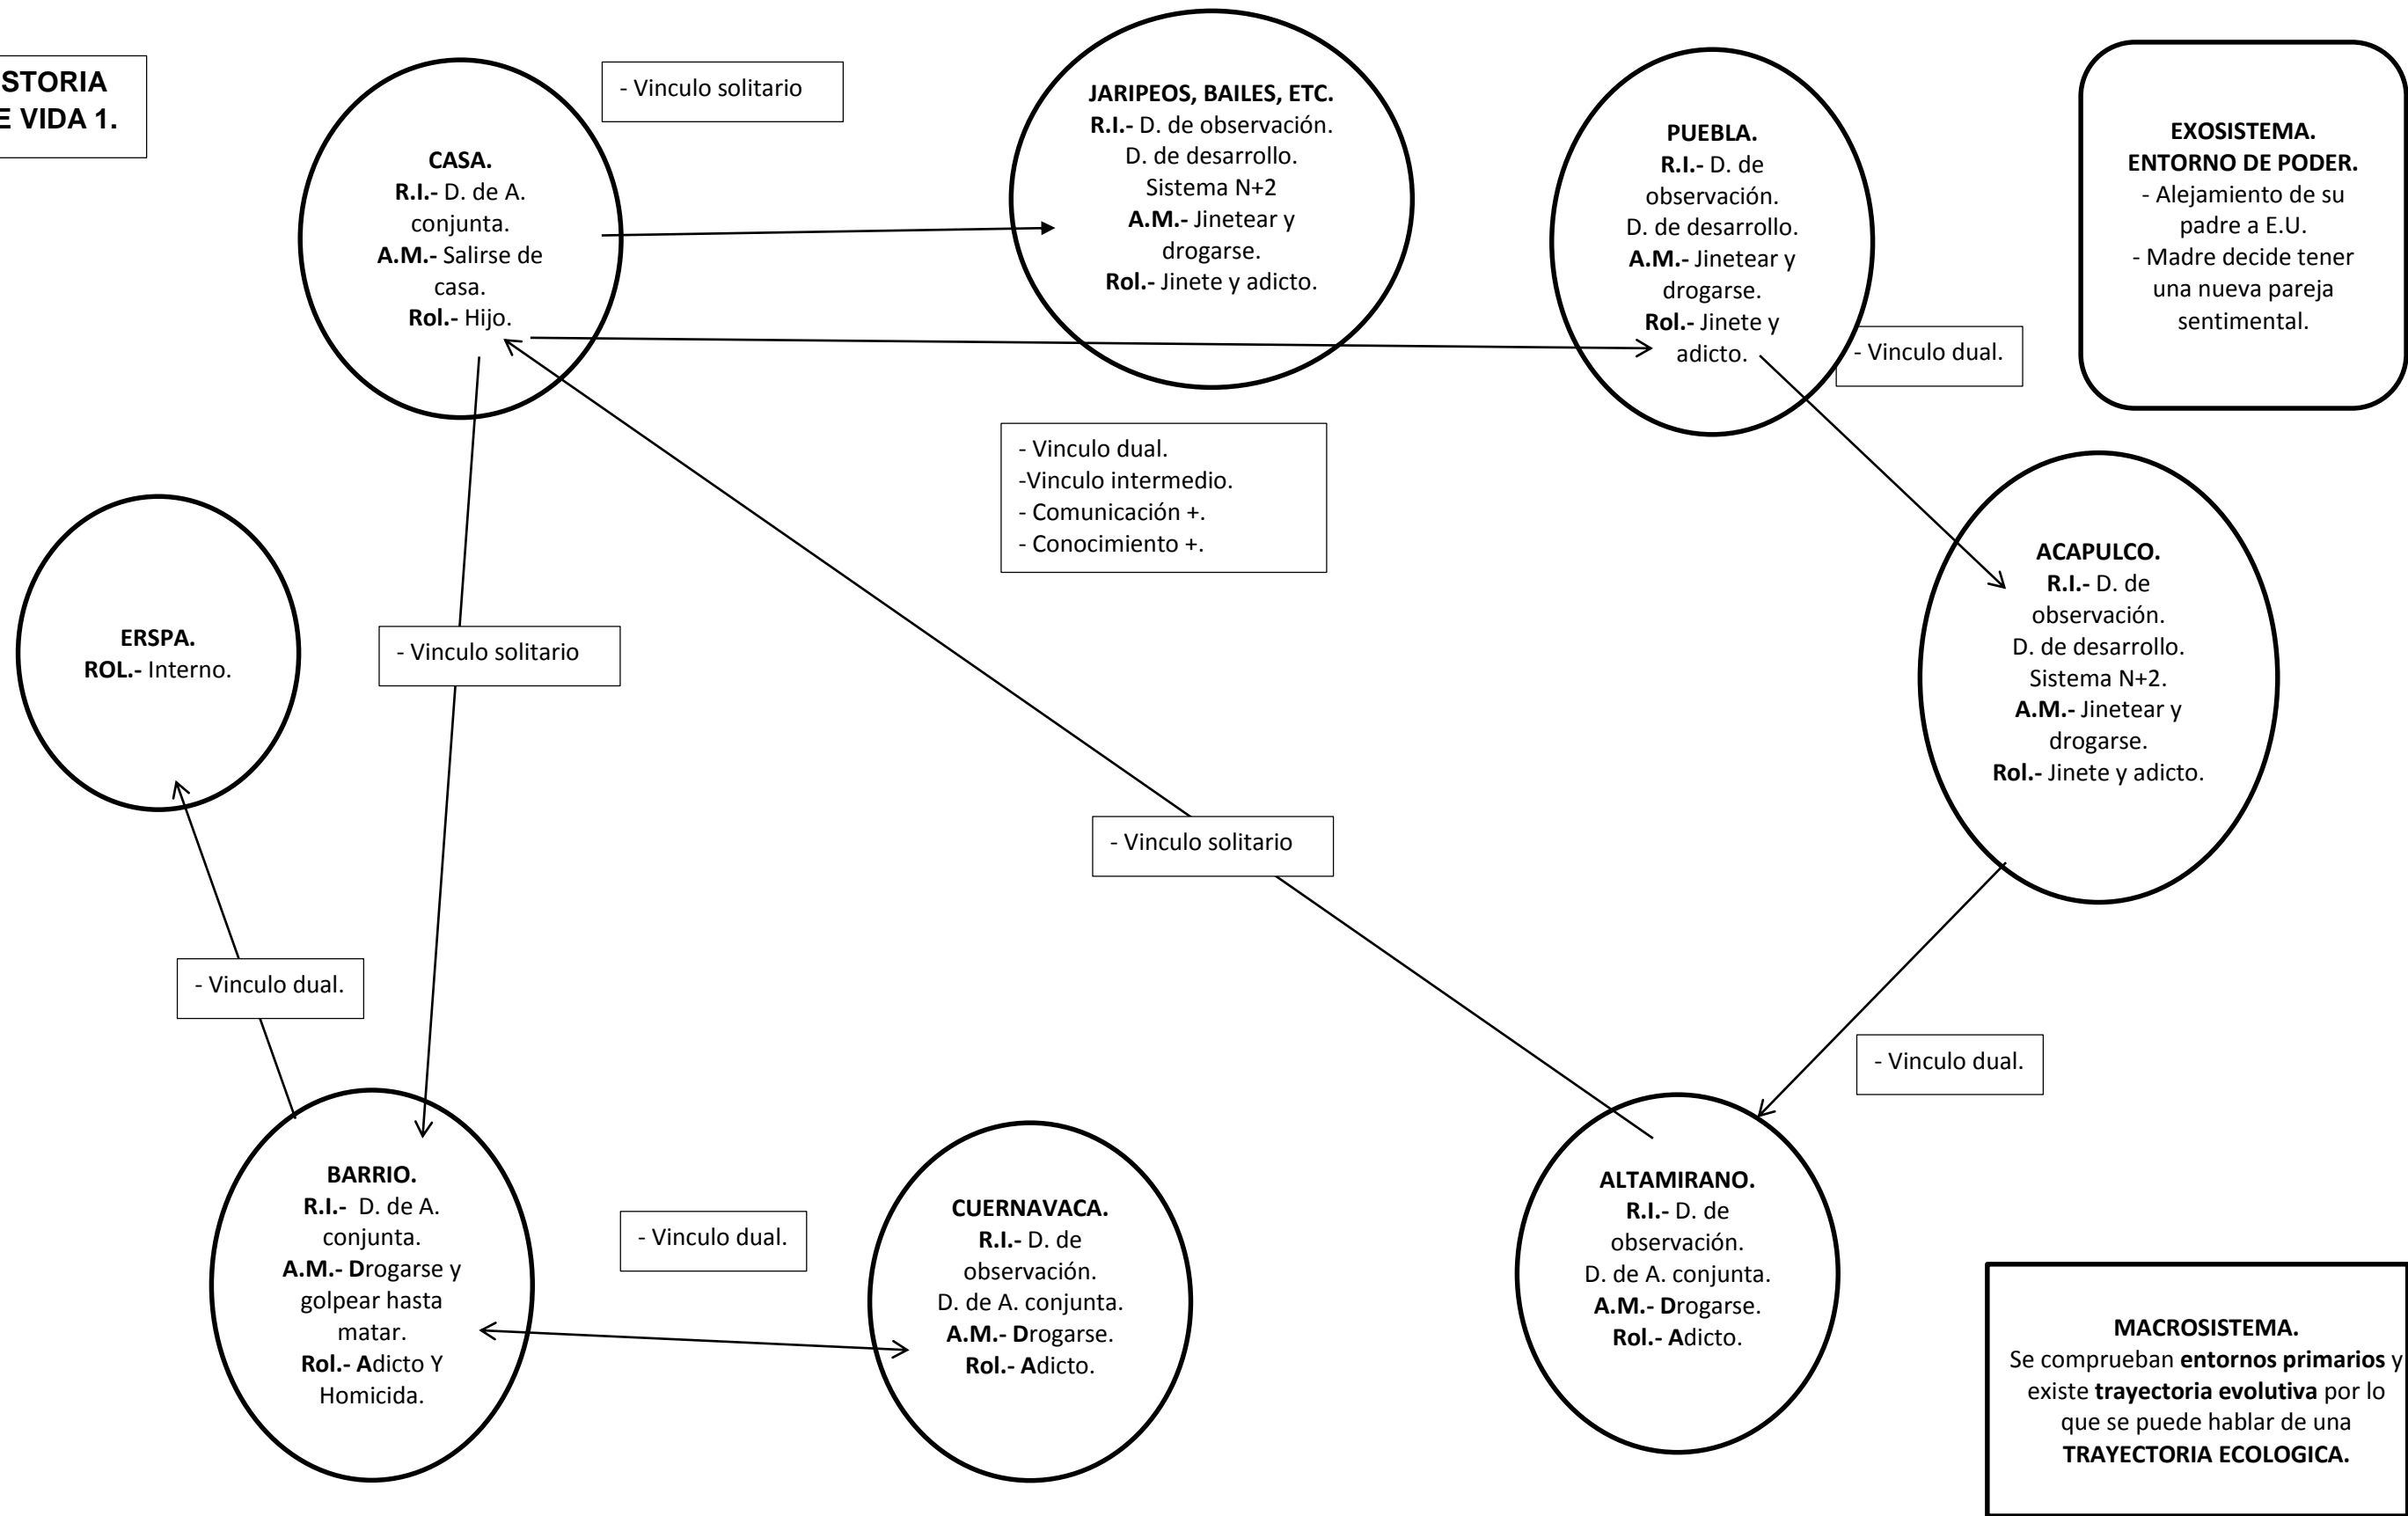 STORIA
E VIDA 1.
CASA.
R.I.- D. de A.
conjunta.
A.M.- Salirse de
casa.
Rol.- Hijo.
- Vinculo solitario
JARIPEOS, BAILES, ETC.
R.I.- D. de observación.
D. de desarrollo.
Sistema N+2
A.M.- Jinetear y
drogarse.
Rol.- Jinete y adicto.
PUEBLA.
R.I.- D. de
observación.
D. de desarrollo.
A.M.- Jinetear y
drogarse.
Rol.- Jinete y
adicto.
- Vinculo dual.
EXOSISTEMA.
ENTORNO DE PODER.
- Alejamiento de su
padre a E.U.
- Madre decide tener
una nueva pareja
sentimental.
- Vinculo dual.
-Vinculo intermedio.
- Comunicación +.
- Conocimiento +.
ERSPA.
ROL.- Interno.
- Vinculo solitario
ACAPULCO.
R.I.- D. de
observación.
D. de desarrollo.
Sistema N+2.
A.M.- Jinetear y
drogarse.
Rol.- Jinete y adicto.
- Vinculo solitario
- Vinculo dual.
- Vinculo dual.
BARRIO.
R.I.- D. de A.
conjunta.
A.M.- Drogarse y
golpear hasta
matar.
Rol.- Adicto Y
Homicida.
- Vinculo dual.
CUERNAVACA.
R.I.- D. de
observación.
D. de A. conjunta.
A.M.- Drogarse.
Rol.- Adicto.
ALTAMIRANO.
R.I.- D. de
observación.
D. de A. conjunta.
A.M.- Drogarse.
Rol.- Adicto.
MACROSISTEMA.
Se comprueban entornos primarios y
existe trayectoria evolutiva por lo
que se puede hablar de una
TRAYECTORIA ECOLOGICA.